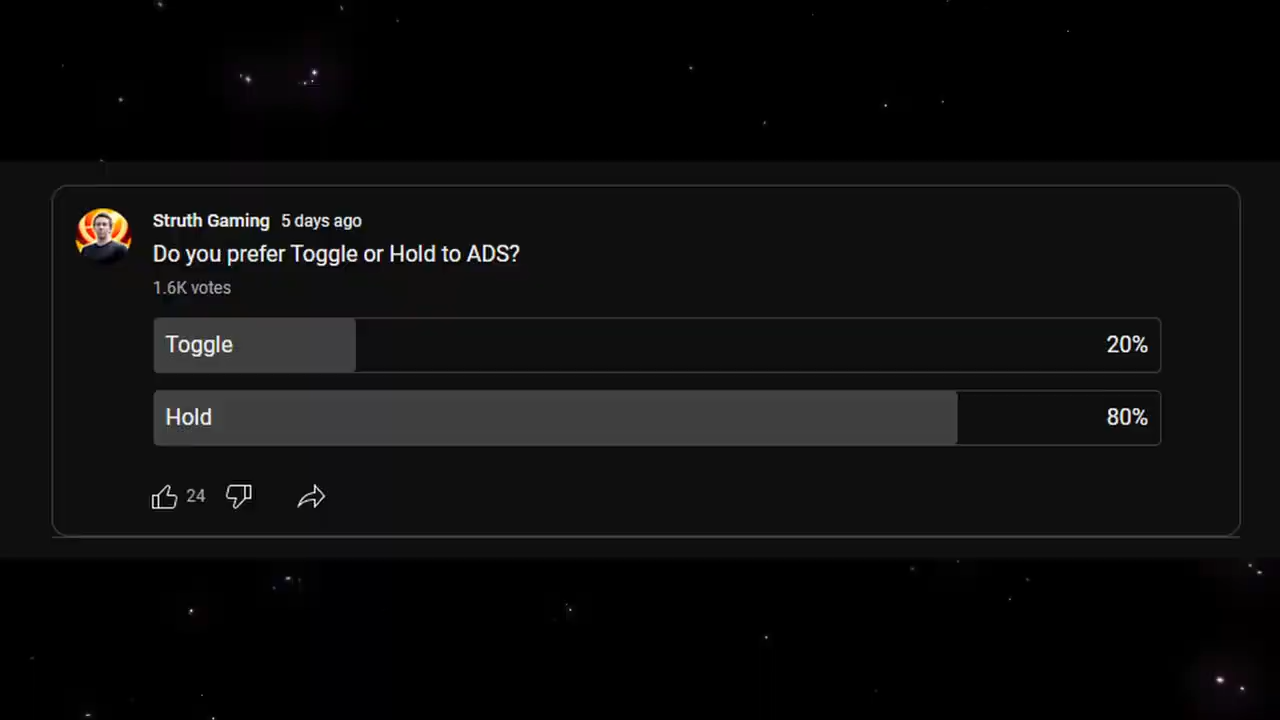 Struth Gaming 5 days ago
Do you prefer Toggle or Hold to ADS?
1.6K votes
Toggle 20%
Hold 80%
24